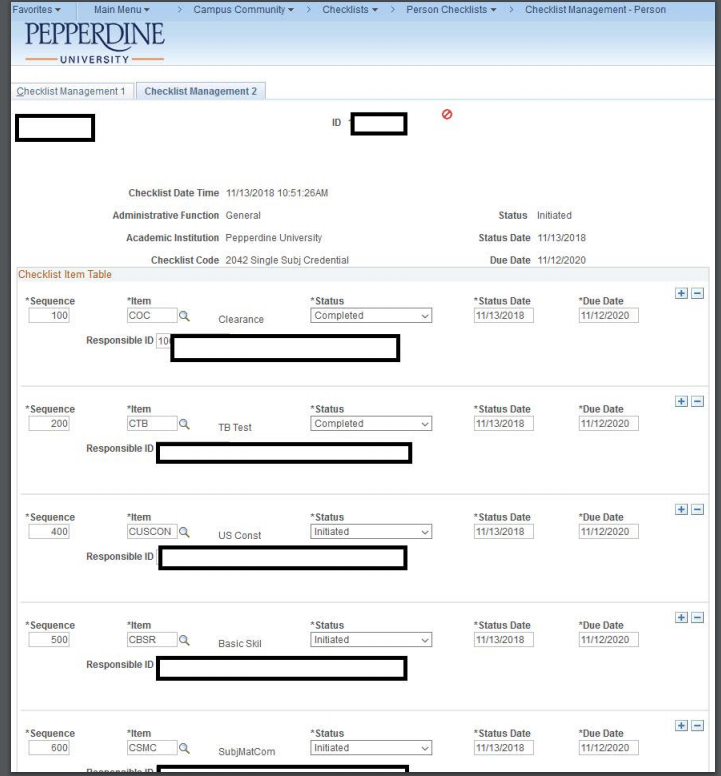 Favorites Main Menu > Campus Community > Checklists > Person Checklists > Checklist Management - Person
PEPPERDINE
UNIVERSITY
Checklist Management 1 Checklist Management 2
ID
Checklist Date Time 11/13/2018 10:51:26AM
Administrative Function General Status Initiated
Academic Institution Pepperdine University Status Date 11/13/2018
Checklist Code 2042 Single Subj Credential Due Date 11/12/2020
Checklist Item Table
*Sequence *Item *Status *Status Date *Due Date
100 COC Clearance Completed 11/13/2018 11/12/2020
Responsible ID 10
*Sequence *Item *Status *Status Date *Due Date
200 CTB TB Test Completed 11/13/2018 11/12/2020
Responsible ID
*Sequence *Item *Status *Status Date *Due Date
400 CUSCON US Const Initiated 11/13/2018 11/12/2020
Responsible ID
*Sequence *Item *Status *Status Date *Due Date
500 CBSR Basic Skil Initiated 11/13/2018 11/12/2020
Responsible ID
*Sequence *Item *Status *Status Date *Due Date
600 CSMC SubjMatCom Initiated 11/13/2018 11/12/2020
Responsible ID